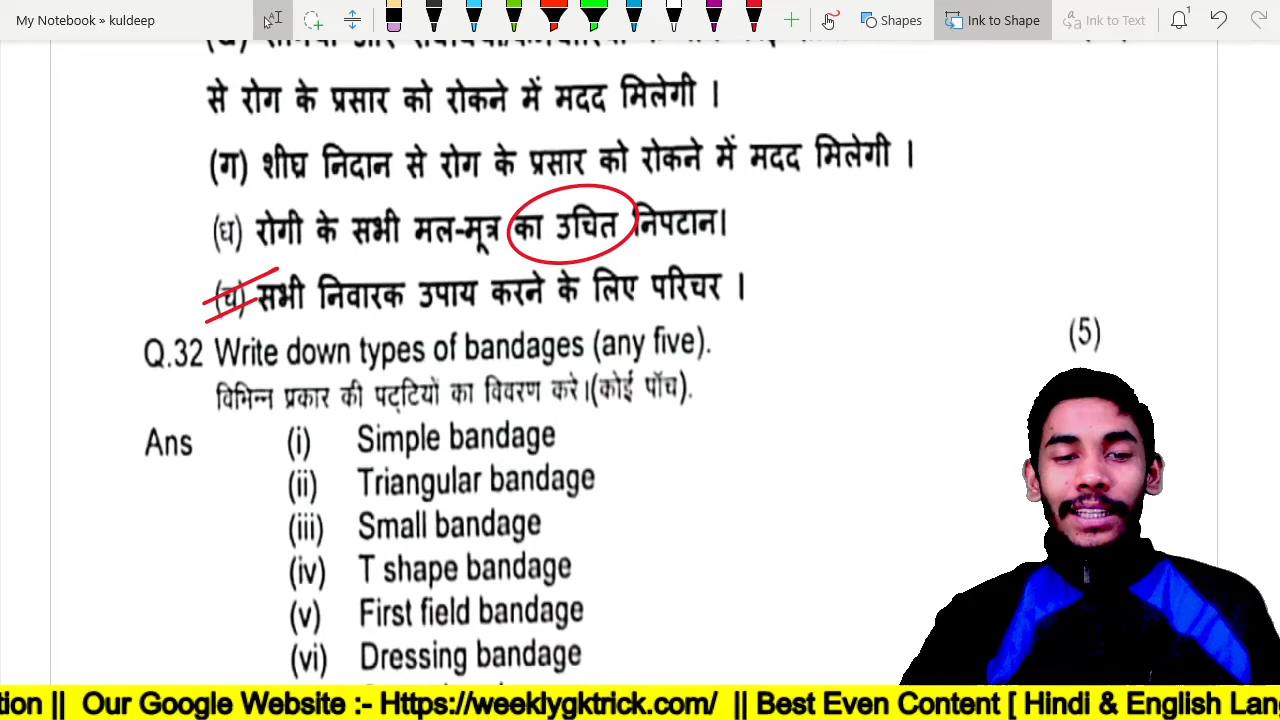 My Notebook » kuldeep
Shapes
Ink to Shape
Ink to Text
से रोग के प्रसार को रोकने में मदद मिलेगी ।
(ग) शीघ्र निदान से रोग के प्रसार को रोकने में मदद मिलेगी ।
(घ) रोगी के सभी मल-मूत्र का उचित निपटान।
(च) सभी निवारक उपाय करने के लिए परिचर ।
Q.32 Write down types of bandages (any five). (5)
विभिन्न प्रकार की पट्टियों का विवरण करे।(कोई पॉच).
Ans (i) Simple bandage
(ii) Triangular bandage
(iii) Small bandage
(iv) T shape bandage
(v) First field bandage
(vi) Dressing bandage
tion || Our Google Website :- Https://weeklygktrick.com/ || Best Even Content [ Hindi & English Lan